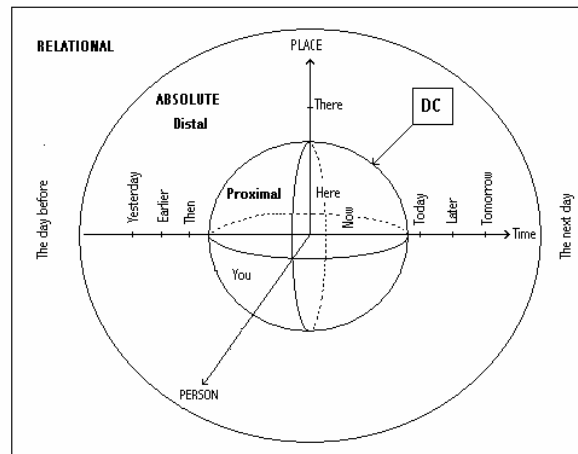 RELATIONAL
PLACE
ABSOLUTE
Distal
There
DC
Proximal
Here
The day before
Yesterday
Earlier
Then
Now
Today
Later
Tomorrow
Time
The next day
You
PERSON